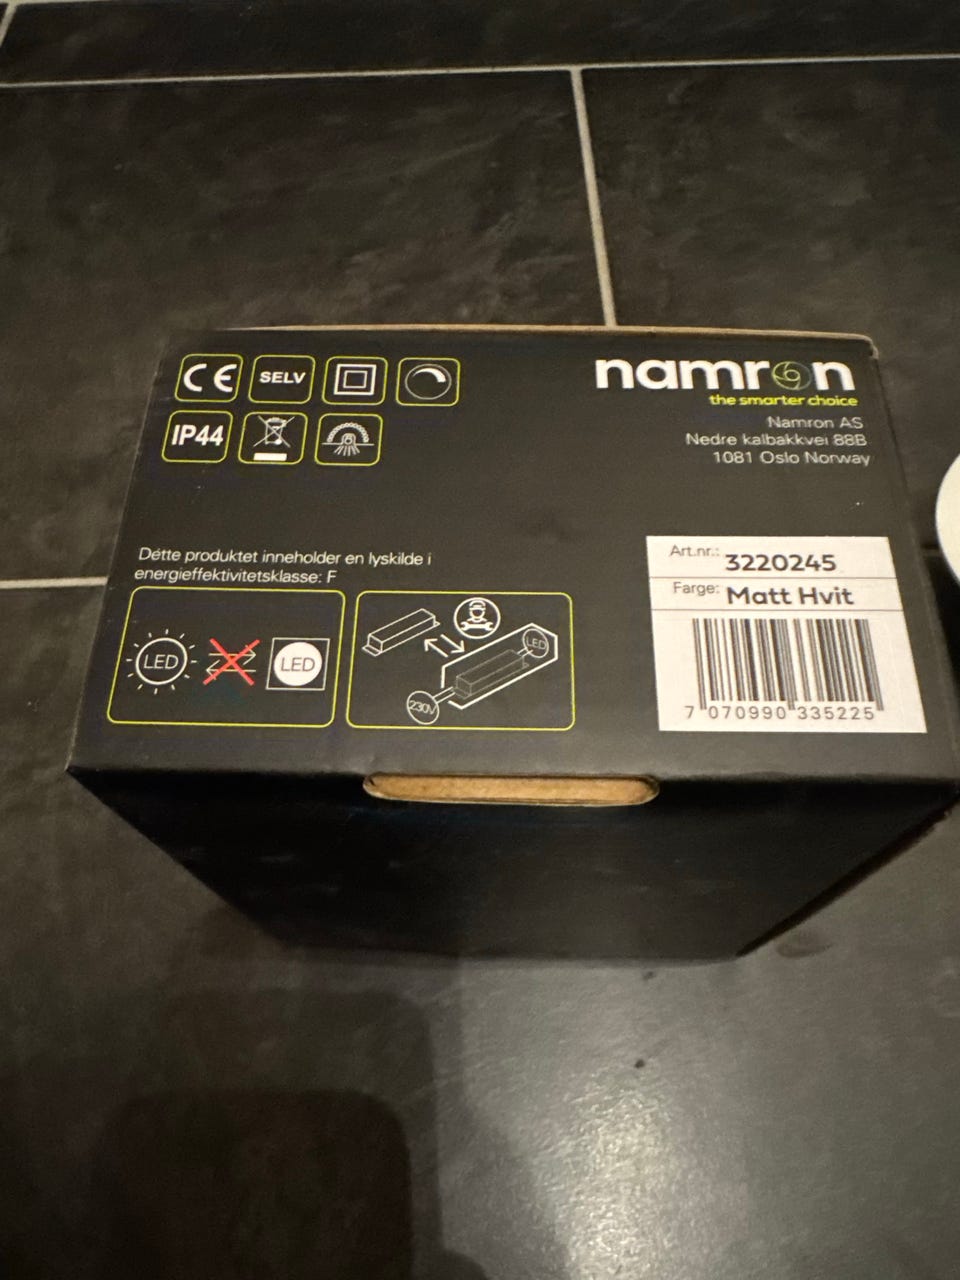 CE SELV
IP44
namron
the smarter choice
Namron AS
Nedre kalbakkvei 88B
1081 Oslo Norway
Dette produktet inneholder en lyskilde i
energieffektivitetsklasse: F
LED LED
LED
230V
Art.nr.: 3220245
Farge: Matt Hvit
7 070990 335225